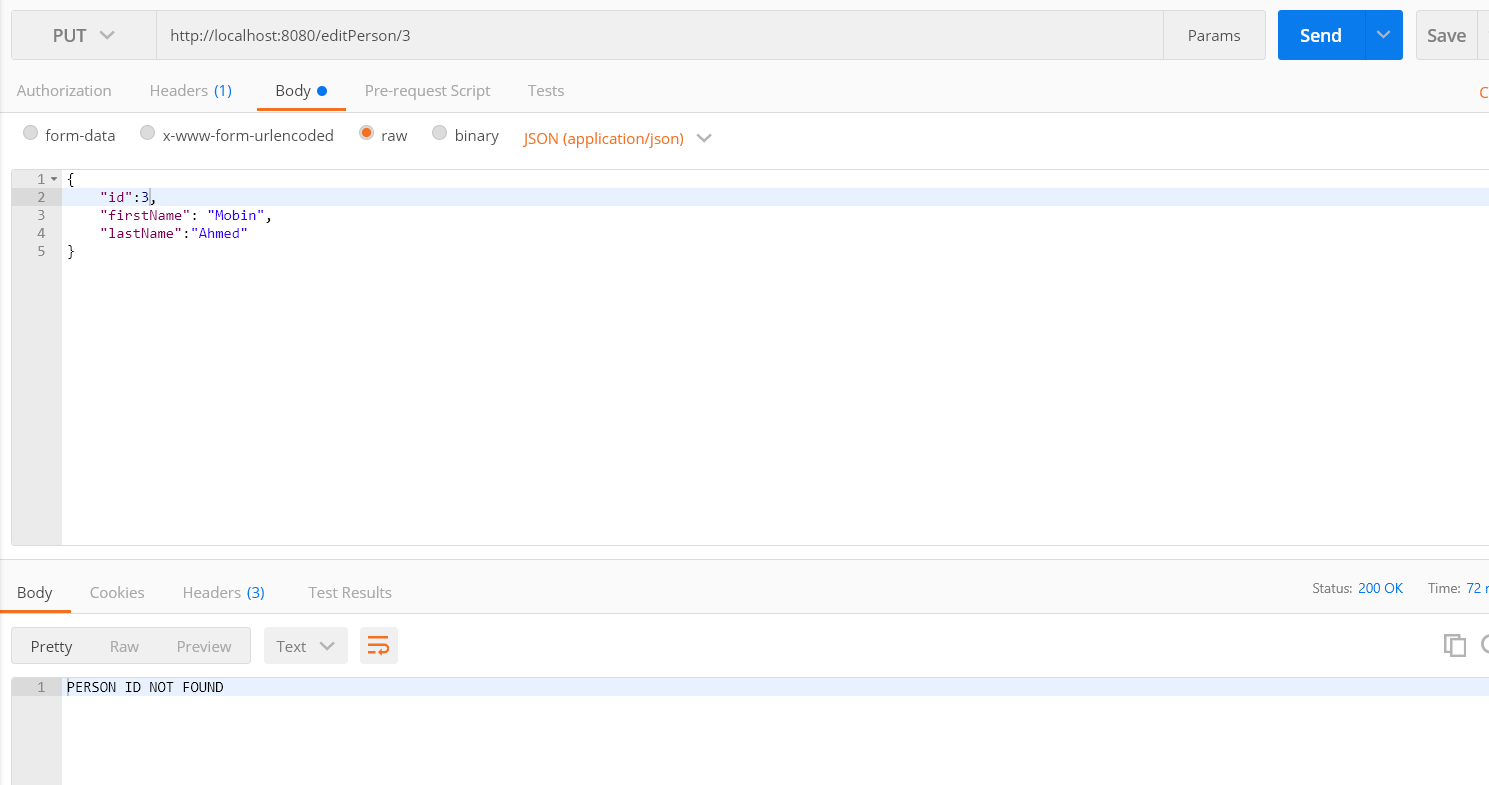 PUT http://localhost:8080/editPerson/3 Params Send Save
Authorization Headers (1) Body Pre-request Script Tests
form-data x-www-form-urlencoded raw binary JSON (application/json)
1 {
2 "id":3,
3 "firstName": "Mobin",
4 "lastName":"Ahmed"
5 }
Body Cookies Headers (3) Test Results Status: 200 OK Time: 72
Pretty Raw Preview Text
1 PERSON ID NOT FOUND